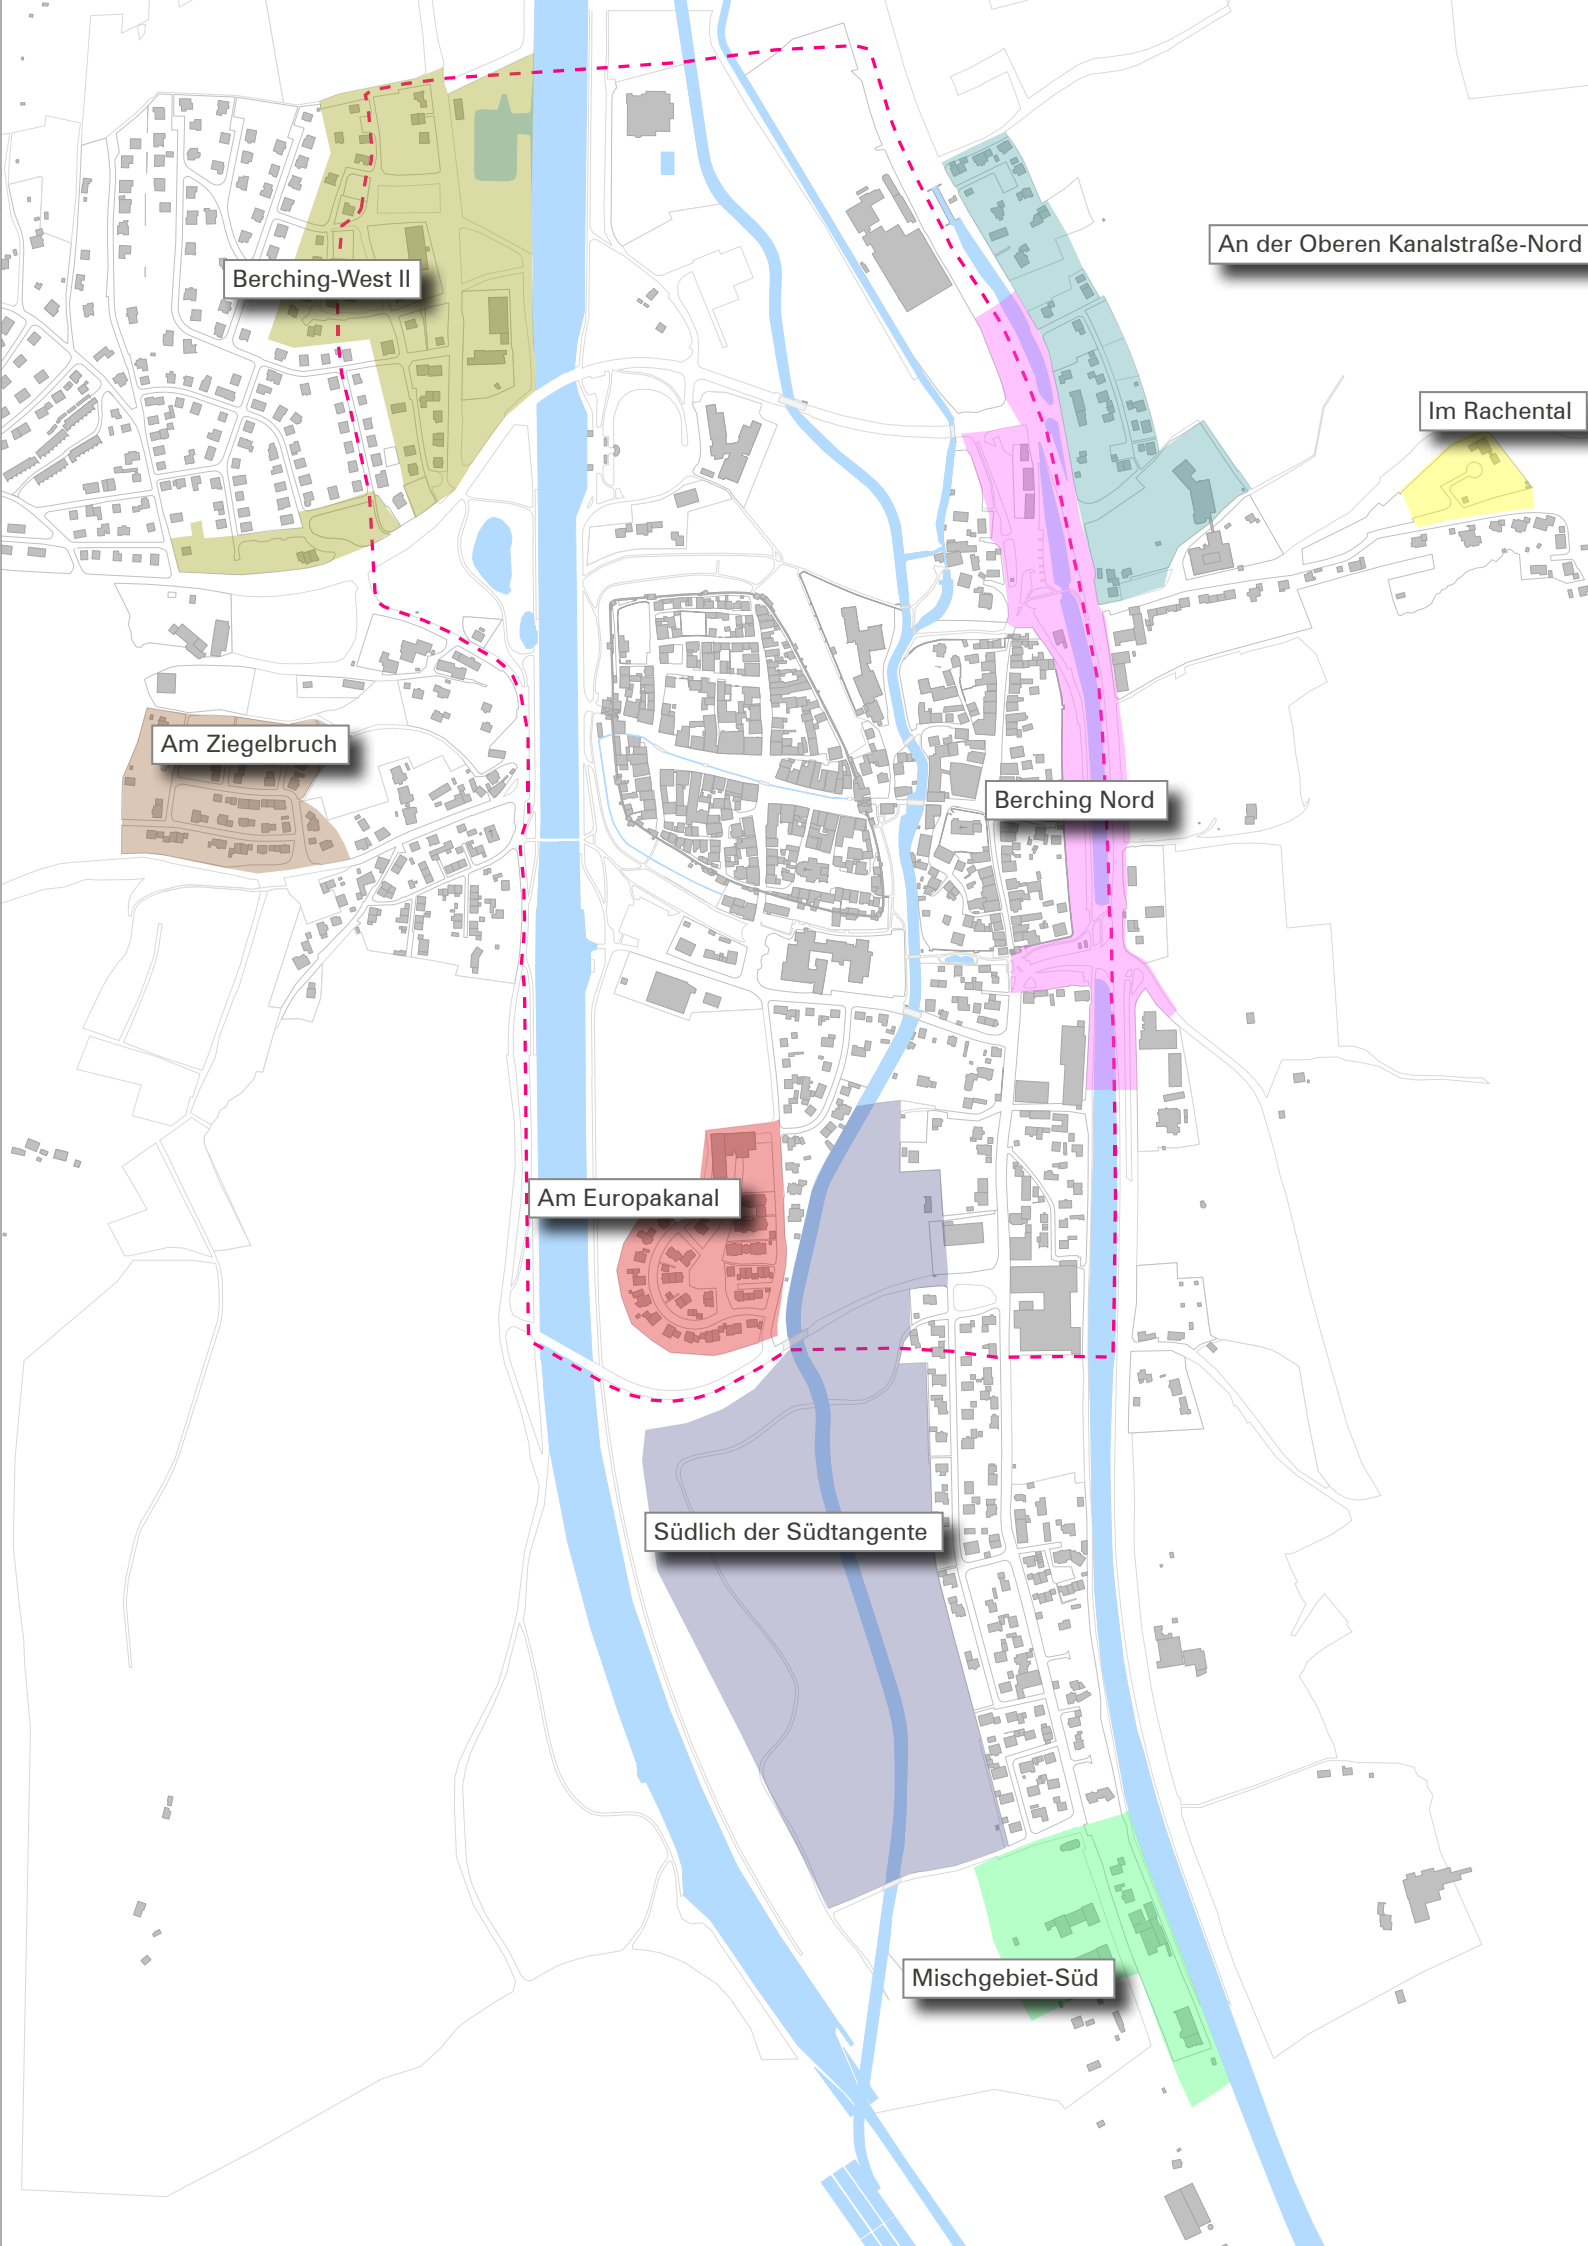 An der Oberen Kanalstraße-Nord
Berching-West II
Im Rachental
Am Ziegelbruch
Berching Nord
Am Europakanal
Südlich der Südtangente
Mischgebiet-Süd